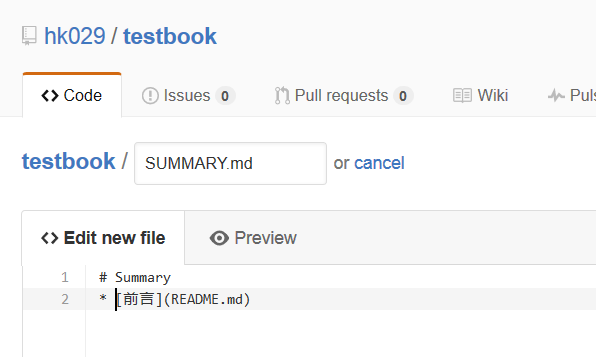 hk029 / testbook
Code Issues 0 Pull requests 0 Wiki Puls
testbook / SUMMARY.md or cancel
Edit new file Preview
1 # Summary
2 * [前言](README.md)